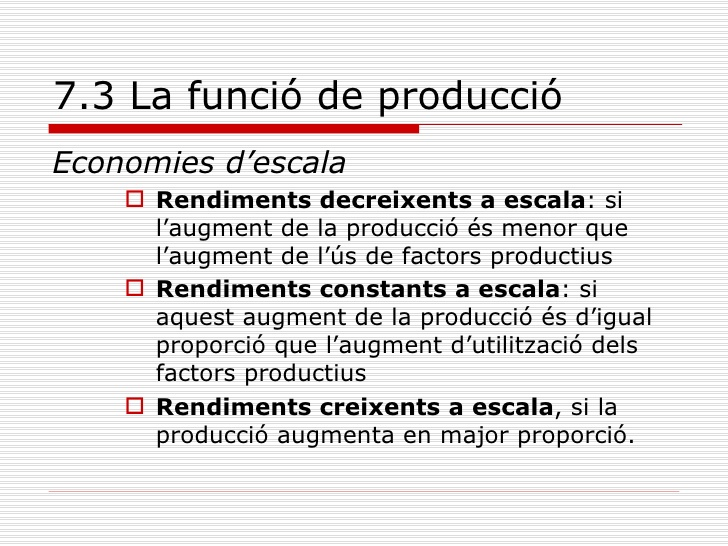 7.3 La funció de producció
Economies d’escala
Rendiments decreixents a escala: si
l’augment de la producció és menor que
l’augment de l’ús de factors productius
Rendiments constants a escala: si
aquest augment de la producció és d’igual
proporció que l’augment d’utilització dels
factors productius
Rendiments creixents a escala, si la
producció augmenta en major proporció.